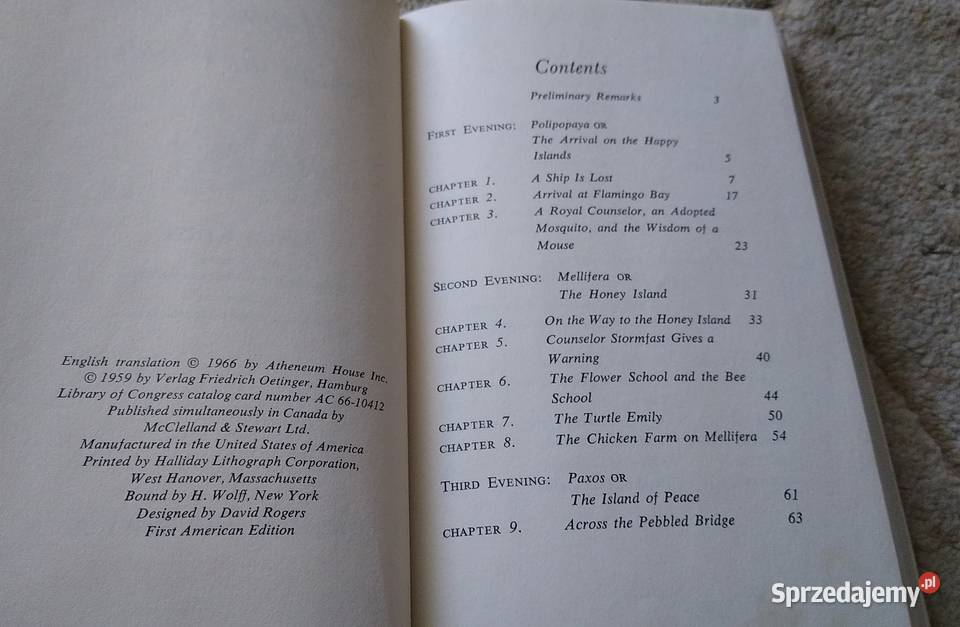 English translation © 1966 by Atheneum House Inc.
© 1959 by Verlag Friedrich Oetinger, Hamburg
Library of Congress catalog card number AC 66-10412
Published simultaneously in Canada by
McClelland & Stewart Ltd.
Manufactured in the United States of America
Printed by Halliday Lithograph Corporation,
West Hanover, Massachusetts
Bound by H. Wolff, New York
Designed by David Rogers
First American Edition
Contents
Preliminary Remarks 3
FIRST EVENING: Polipopaya OR
The Arrival on the Happy
Islands 5
CHAPTER 1. A Ship Is Lost 7
CHAPTER 2. Arrival at Flamingo Bay 17
CHAPTER 3. A Royal Counselor, an Adopted
Mosquito, and the Wisdom of a
Mouse 23
SECOND EVENING: Mellifera OR
The Honey Island 31
CHAPTER 4. On the Way to the Honey Island 33
CHAPTER 5. Counselor Stormfast Gives a
Warning 40
CHAPTER 6. The Flower School and the Bee
School 44
CHAPTER 7. The Turtle Emily 50
CHAPTER 8. The Chicken Farm on Mellifera 54
THIRD EVENING: Paxos OR
The Island of Peace 61
CHAPTER 9. Across the Pebbled Bridge 63
Sprzedajemy.pl